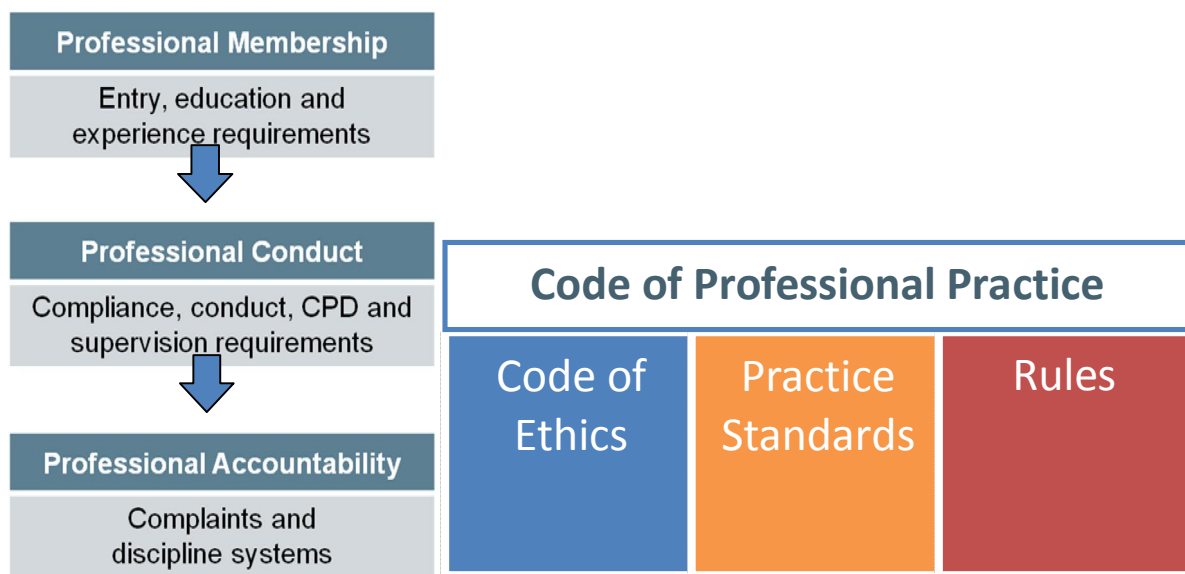 Professional Membership
Entry, education and
experience requirements
Professional Conduct
Compliance, conduct, CPD and
supervision requirements
Professional Accountability
Complaints and
discipline systems
Code of Professional Practice
Code of
Ethics
Practice
Standards
Rules